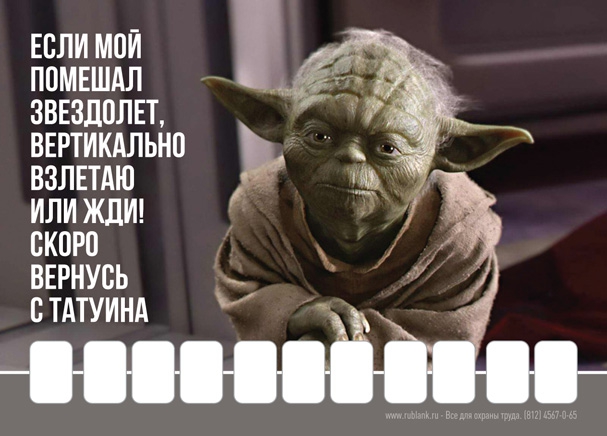 ЕСЛИ МОЙ
ПОМЕШАЛ
ЗВЕЗДОЛЕТ,
ВЕРТИКАЛЬНО
ВЗЛЕТАЮ
ИЛИ ЖДИ!
СКОРО
ВЕРНУСЬ
С ТАТУИНА
www.rublank.ru - Все для охраны труда. (812) 4567-0-65